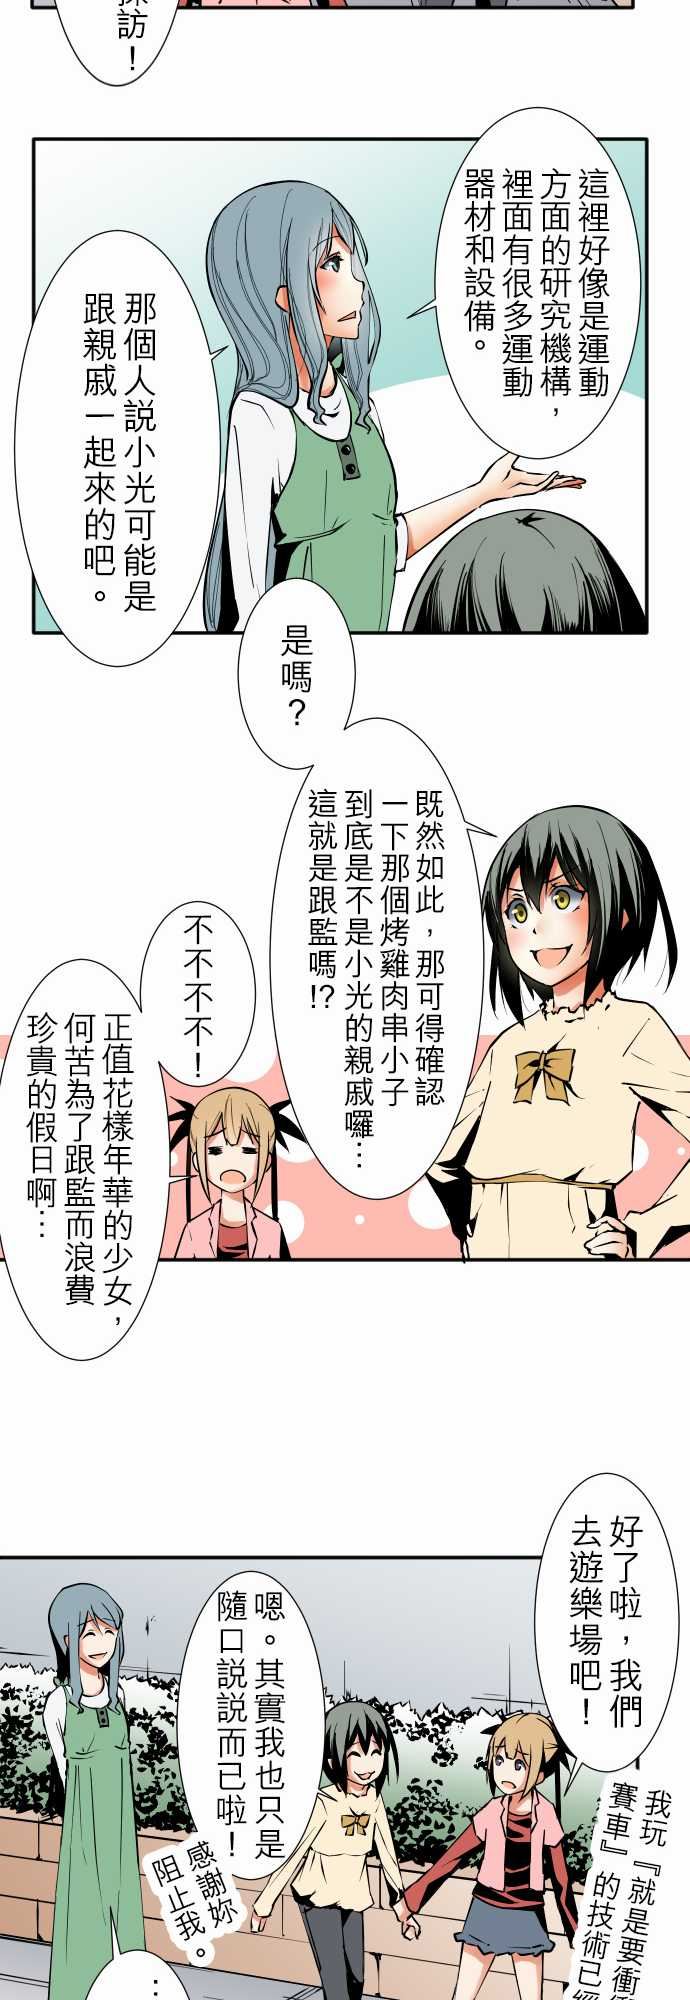 採訪！
這裡好像是運動
方面的研究機構，
裡面有很多運動
器材和設備。
那個人説小光可能是
跟親戚一起來的吧。
是嗎？
既然如此，那可得確認
一下那個烤雞肉串小子
到底是不是小光的親戚囉…
這就是跟監嗎!?
不不不不！
正值花樣年華的少女，
何苦為了跟監而浪費
珍貴的假日啊…
好了啦，我們
去遊樂場吧！
我玩『就是要衝衝
賽車』的技術已經
嗯。其實我也只是
隨口説説而已啦！
感謝妳
阻止我。
…